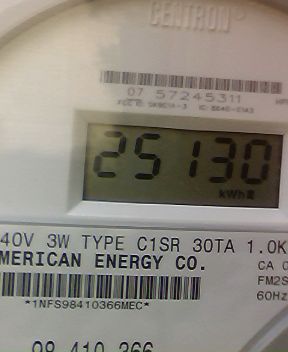 CENTRON
07 57245311
25130
kWh
40V 3W TYPE C1SR 30TA 1.0K
MERICAN ENERGY CO.
CA 0
FM2S
60Hz
*1NFS98410366MEC*
98 410 366